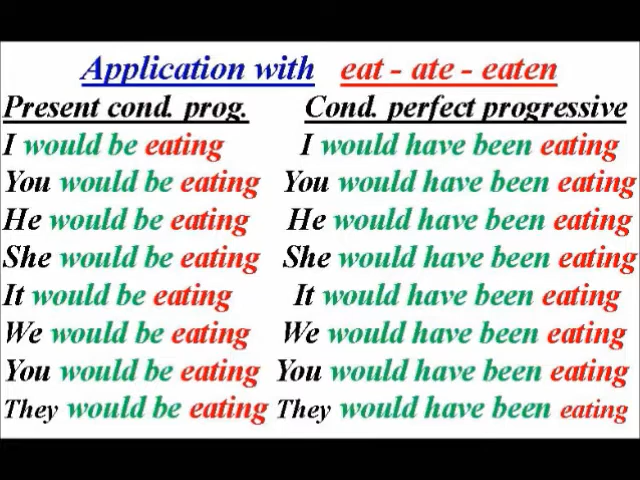 Application with eat - ate - eaten
Present cond. prog. Cond. perfect progressive
I would be eating I would have been eating
You would be eating You would have been eating
He would be eating He would have been eating
She would be eating She would have been eating
It would be eating It would have been eating
We would be eating We would have been eating
You would be eating You would have been eating
They would be eating They would have been eating